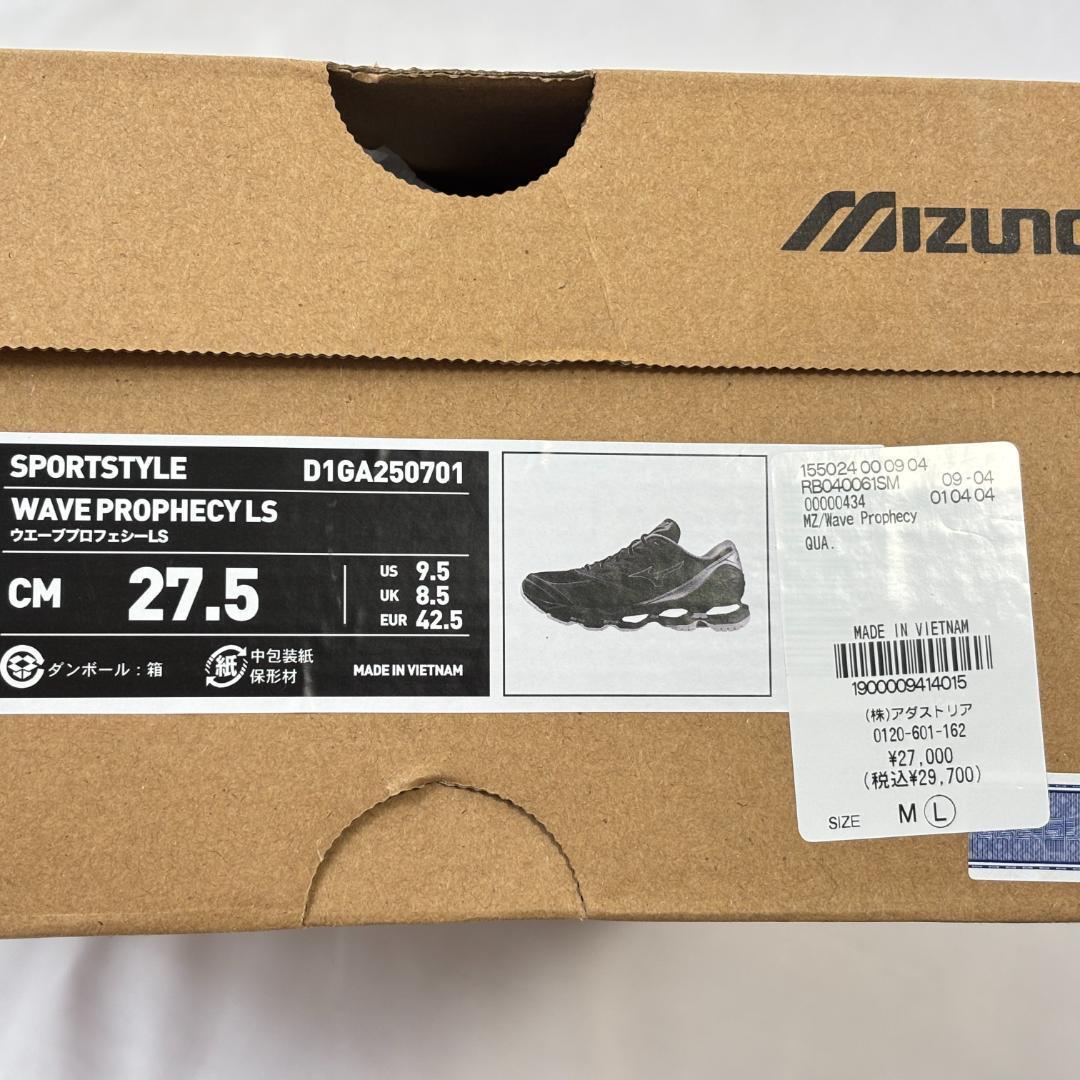 MIZUNO
SPORTSTYLE D1GA250701
WAVE PROPHECY LS
ウエーブプロフェシーLS
CM 27.5
US 9.5
UK 8.5
EUR 42.5
ダンボール：箱
紙 中包装紙
保形材
MADE IN VIETNAM
155024 00 09 04
RB040061SM 09-04
00000434 01 04 04
MZ/Wave Prophecy
QUA.
MADE IN VIETNAM
1900009414015
(株)アダストリア
0120-601-162
¥27,000
(税込¥29,700)
SIZE M L